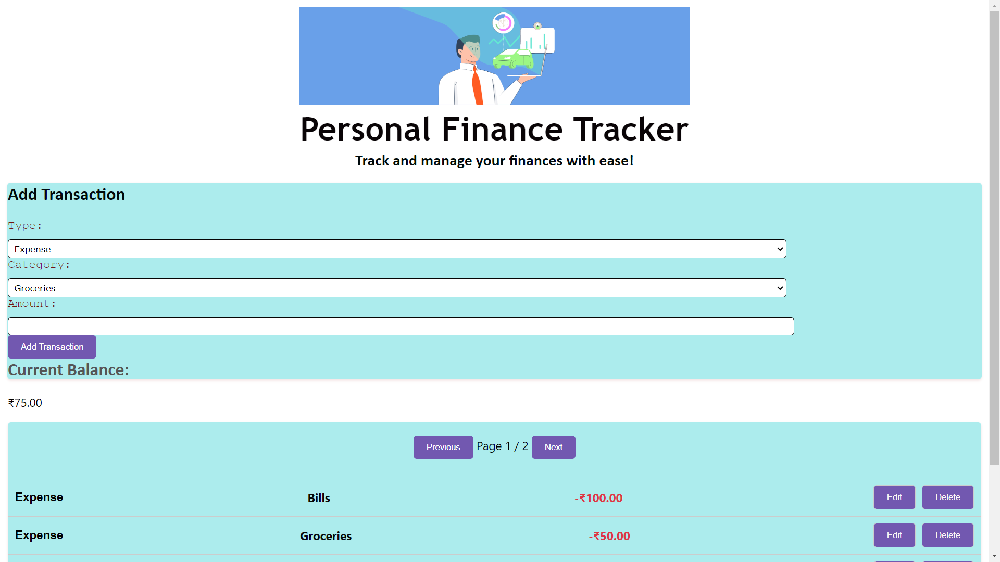 Personal Finance Tracker
Track and manage your finances with ease!
Add Transaction
Type:
Expense
Category:
Groceries
Amount:
Add Transaction
Current Balance:
₹75.00
Previous Page 1 / 2 Next
Expense Bills -₹100.00 Edit Delete
Expense Groceries -₹50.00 Edit Delete